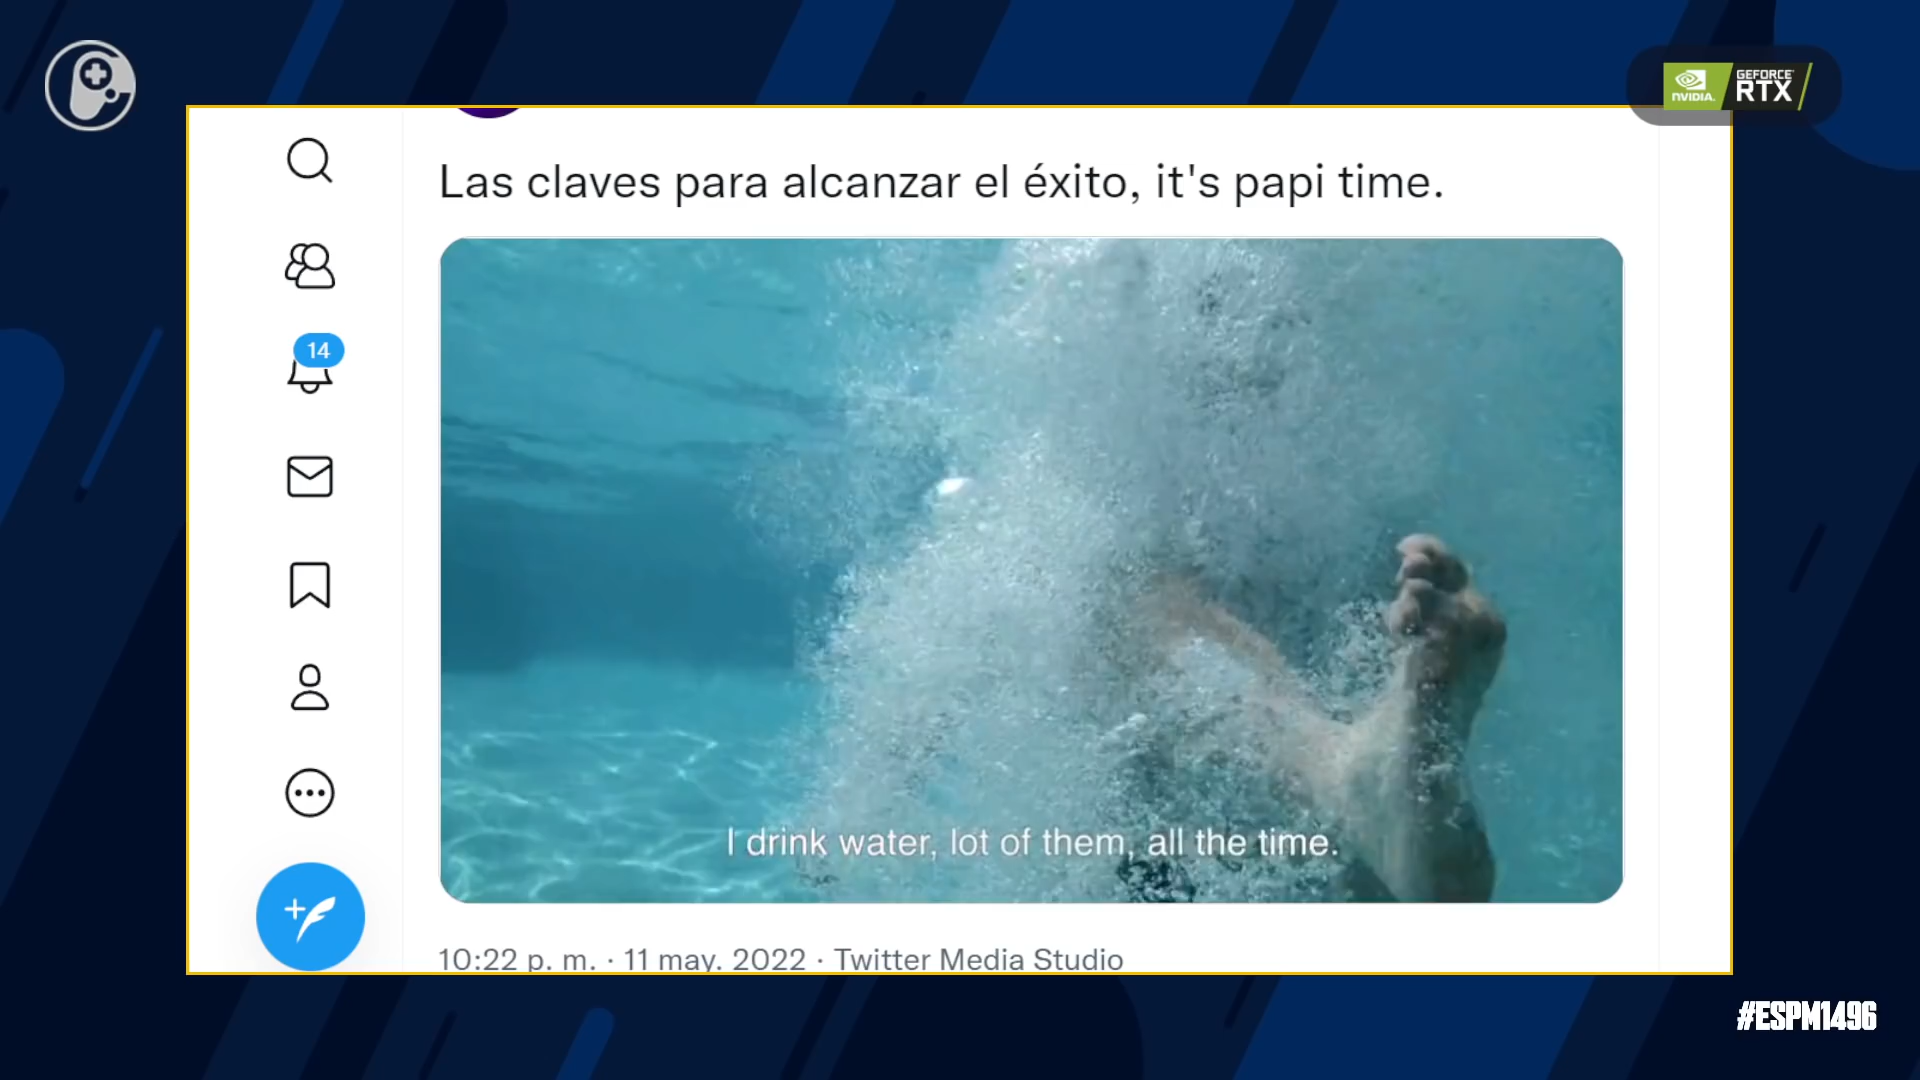 NVIDIA.
GEFORCE
RTX
Las claves para alcanzar el éxito, it's papi time.
14
I drink water, lot of them, all the time.
10:22 p. m. · 11 may. 2022 · Twitter Media Studio
#ESPM1496